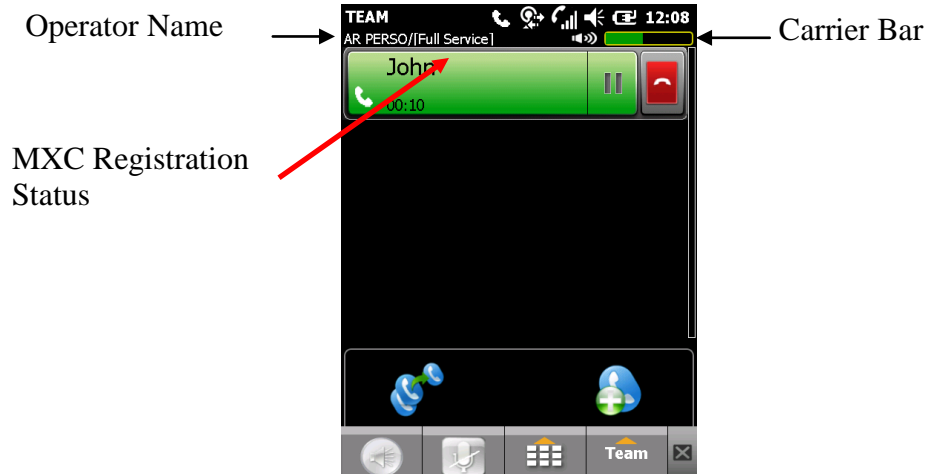 Operator Name
TEAM 12:08
AR PERSO/[Full Service]
Carrier Bar
John
00:10
MXC Registration
Status
Team